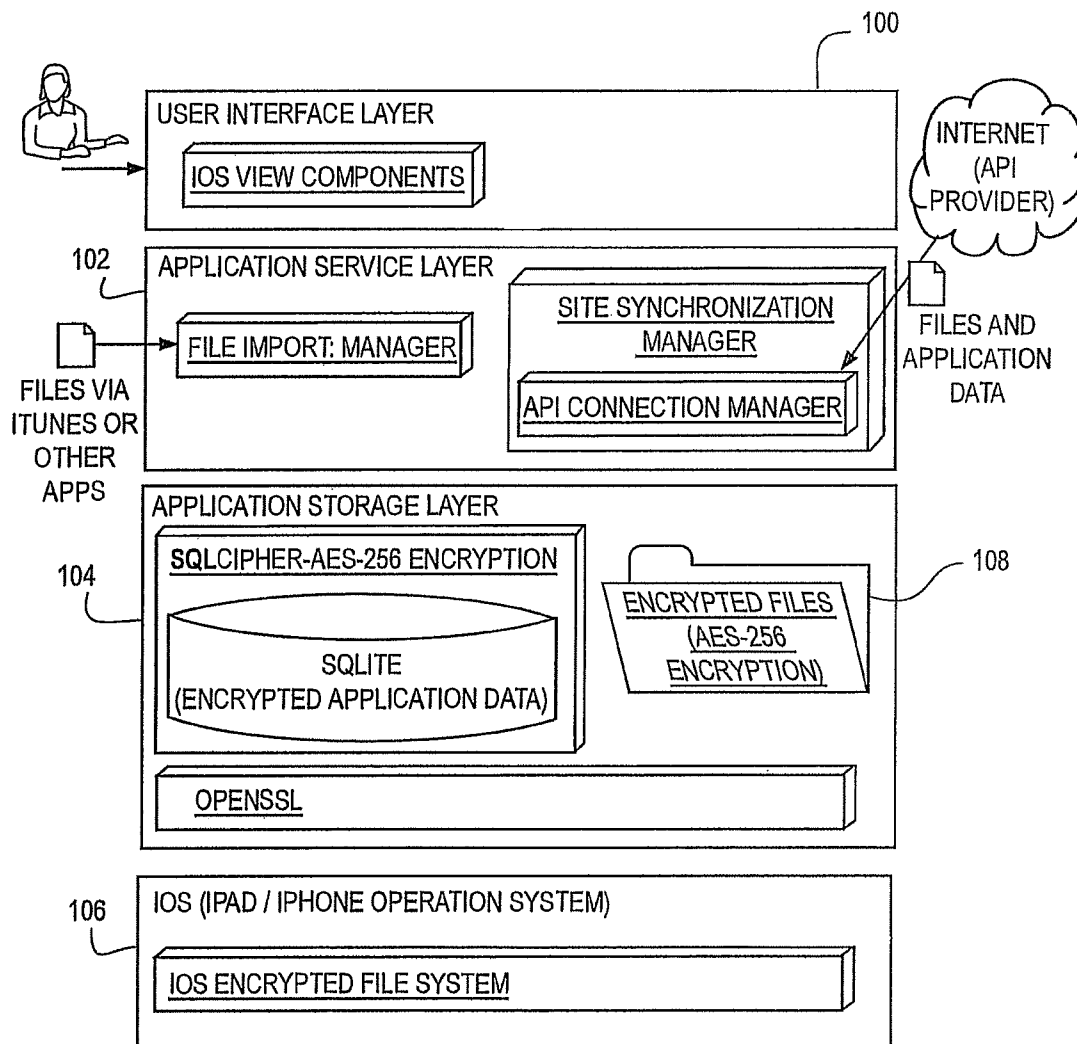 100
USER INTERFACE LAYER
IOS VIEW COMPONENTS
INTERNET
(API
PROVIDER)
102
APPLICATION SERVICE LAYER
FILE IMPORT: MANAGER
SITE SYNCHRONIZATION
MANAGER
API CONNECTION MANAGER
FILES AND
APPLICATION
DATA
FILES VIA
ITUNES OR
OTHER
APPS
APPLICATION STORAGE LAYER
104
SQLCIPHER-AES-256 ENCRYPTION
SQLITE
(ENCRYPTED APPLICATION DATA)
108
ENCRYPTED FILES
(AES-256
ENCRYPTION)
OPENSSL
106
IOS (IPAD / IPHONE OPERATION SYSTEM)
IOS ENCRYPTED FILE SYSTEM